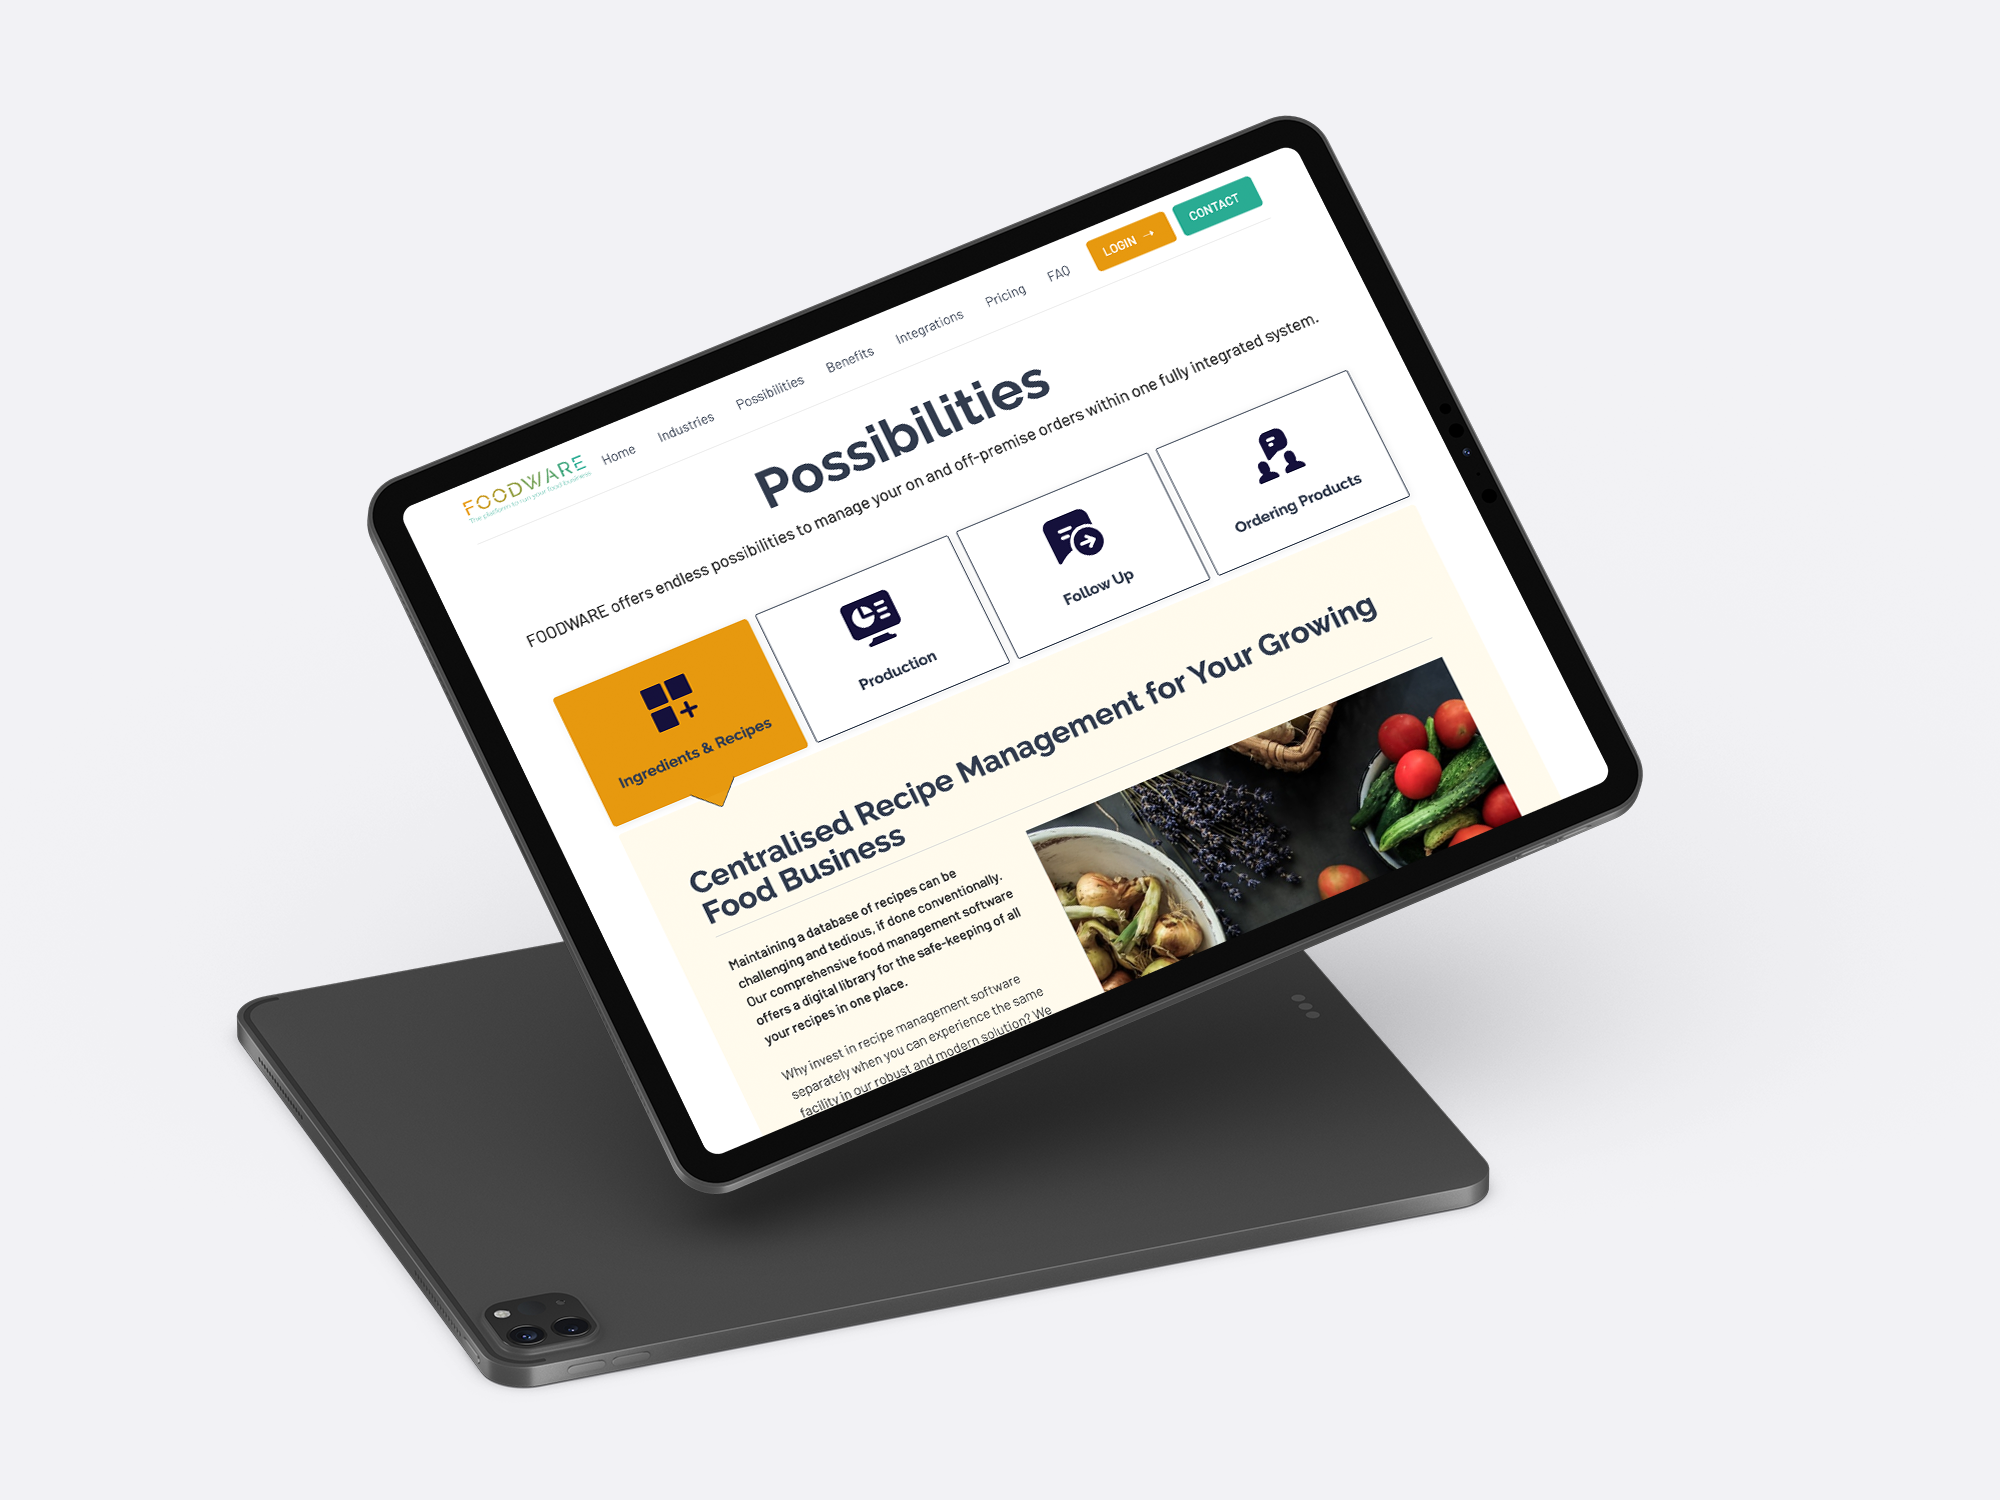 FOODWARE
The platform to run your food business
Home
Industries
Possibilities
Benefits
Integrations
Pricing
FAQ
LOGIN →
CONTACT
Possibilities
FOODWARE offers endless possibilities to manage your on and off-premise orders within one fully integrated system.
Ingredients & Recipes
Production
Follow Up
Ordering Products
Centralised Recipe Management for Your Growing
Food Business
Maintaining a database of recipes can be
challenging and tedious, if done conventionally.
Our comprehensive food management software
offers a digital library for the safe-keeping of all
your recipes in one place.
Why invest in recipe management software
separately when you can experience the same
facility in our robust and modern solution? We